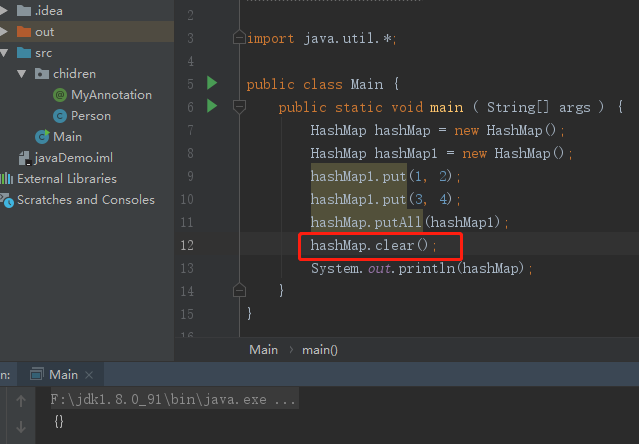 .idea
out
src
chidren
MyAnnotation
Person
Main
javaDemo.iml
External Libraries
Scratches and Consoles
2
3 import java.util.*;
4
5 public class Main {
6 public static void main ( String[] args ) {
7 HashMap hashMap = new HashMap();
8 HashMap hashMap1 = new HashMap();
9 hashMap1.put(1, 2);
10 hashMap1.put(3, 4);
11 hashMap.putAll(hashMap1);
12 hashMap.clear();
13 System.out.println(hashMap);
14 }
15 }
16
Main › main()
n: Main ×
F:\jdk1.8.0_91\bin\java.exe ...
{}